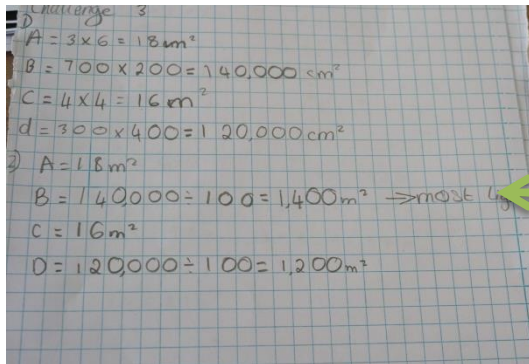 Challenge 3
1)
A = 3 x 6 = 18 m²
B = 700 x 200 = 140,000 cm²
C = 4 x 4 = 16 m²
d = 300 x 400 = 120,000 cm²
2) A = 18 m²
B = 140,000 ÷ 100 = 1,400 m² → most
C = 16 m²
D = 120,000 ÷ 100 = 1,200 m²